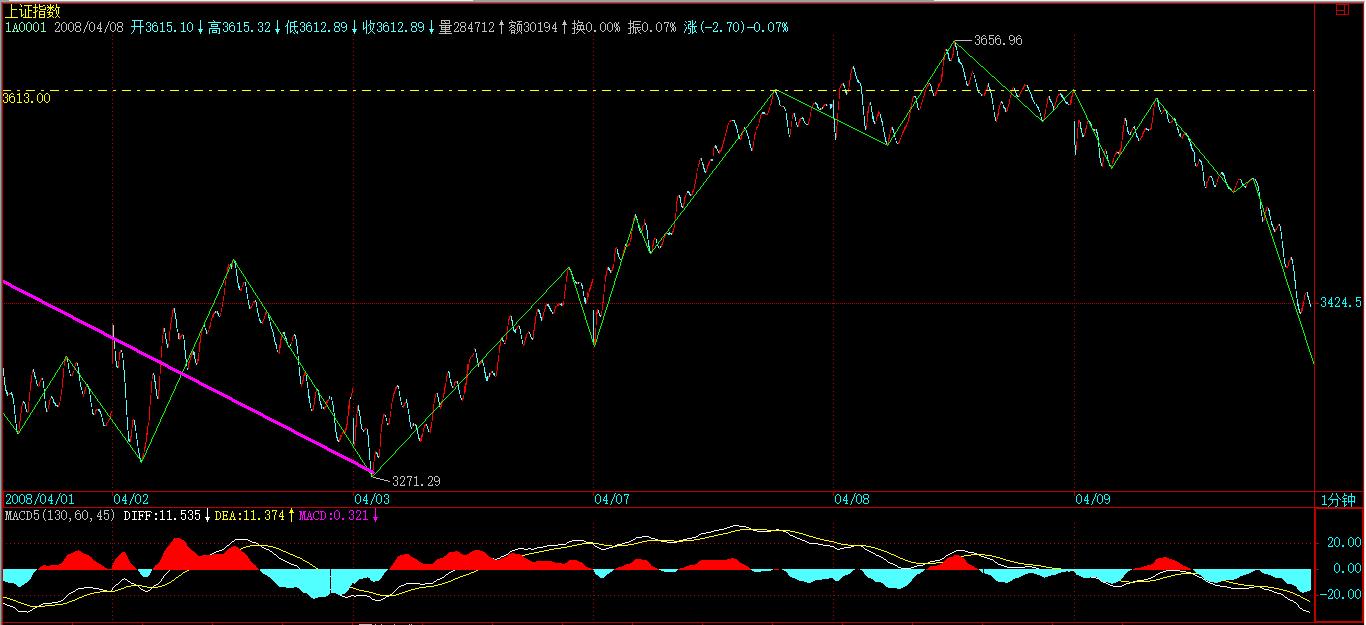 上证指数
1A0001 2008/04/08 开3615.10↓高3615.32↓低3612.89↓收3612.89↓量284712↑额30194↑换0.00% 振0.07% 涨(-2.70)-0.07%
3656.96
3613.00
3424.5
3271.29
2008/04/01 04/02 04/03 04/07 04/08 04/09 1分钟
MACD5(130,60,45) DIFF:11.535↓DEA:11.374↑MACD:0.321↓
20.00
0.00
-20.00